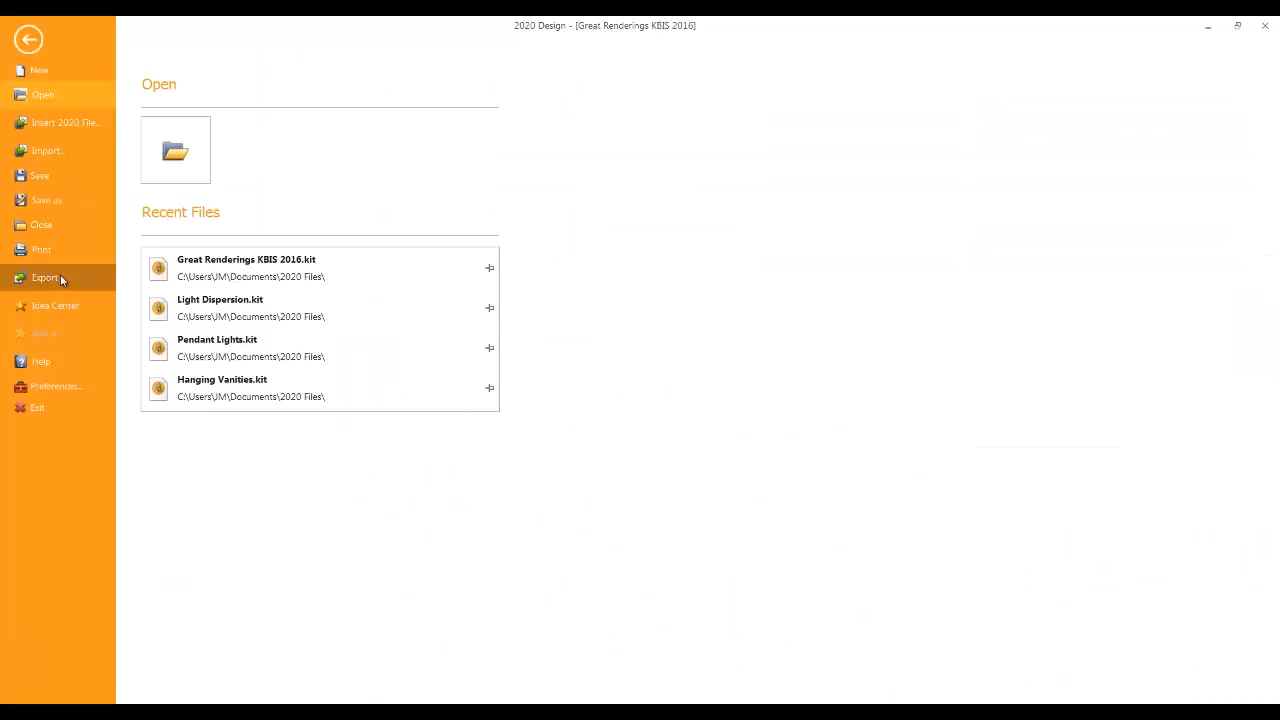 2020 Design - [Great Renderings KBIS 2016]
New
Open
Insert 2020 File...
Import...
Save
Save as
Close
Print
Export
Idea Center
Help
Preferences...
Exit
Open
Recent Files
Great Renderings KBIS 2016.kit
C:\Users\JM\Documents\2020 Files\
Light Dispersion.kit
C:\Users\JM\Documents\2020 Files\
Pendant Lights.kit
C:\Users\JM\Documents\2020 Files\
Hanging Vanities.kit
C:\Users\JM\Documents\2020 Files\